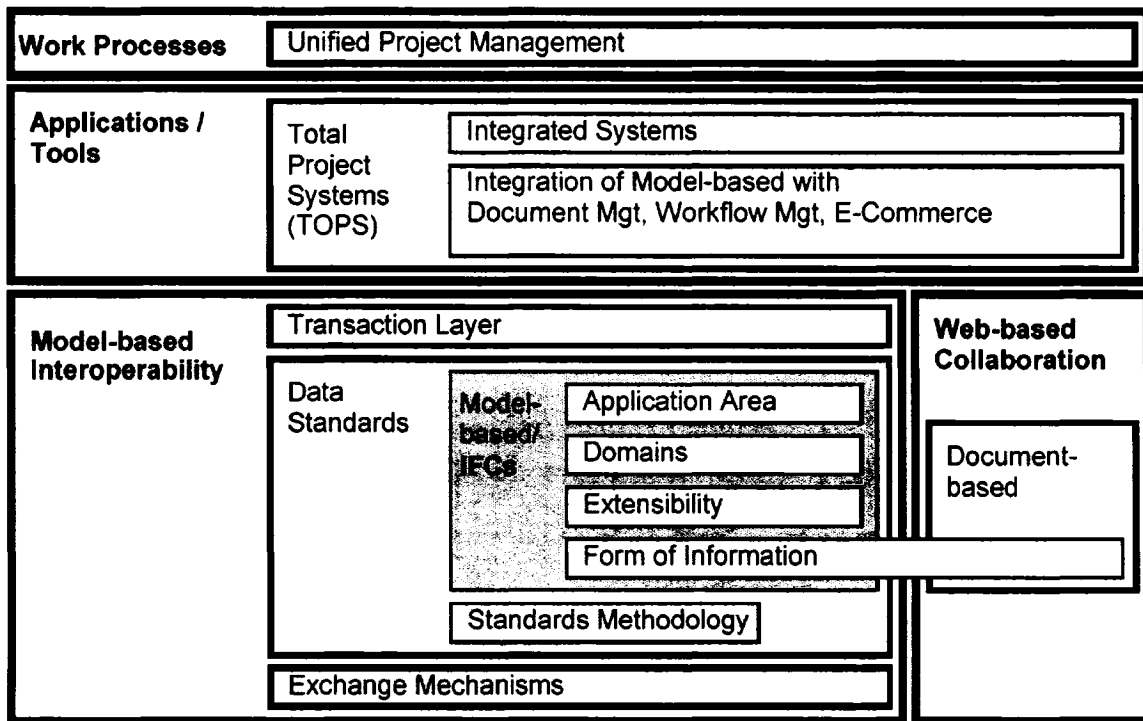 Work Processes
Unified Project Management
Applications /
Tools
Total
Project
Systems
(TOPS)
Integrated Systems
Integration of Model-based with
Document Mgt, Workflow Mgt, E-Commerce
Model-based
Interoperability
Transaction Layer
Data
Standards
Model-
based/
IFCs
Application Area
Domains
Extensibility
Form of Information
Standards Methodology
Exchange Mechanisms
Web-based
Collaboration
Document-
based